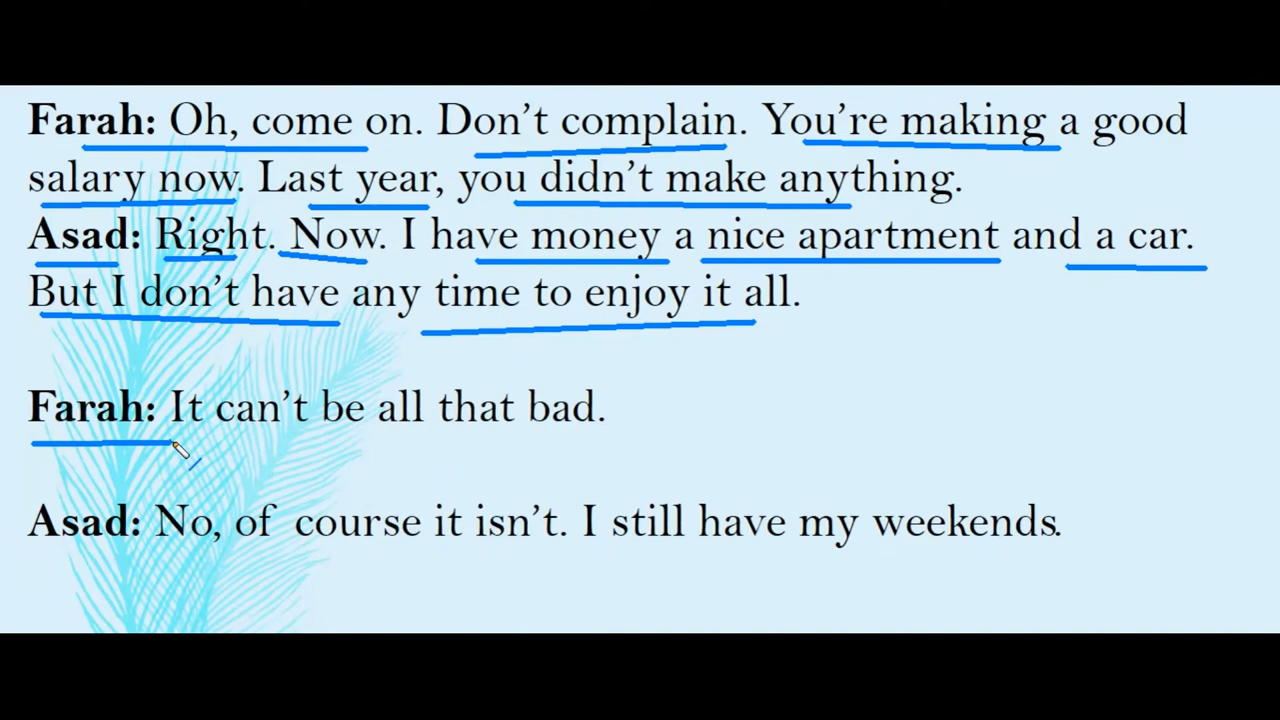 Farah: Oh, come on. Don’t complain. You’re making a good
salary now. Last year, you didn’t make anything.
Asad: Right. Now. I have money a nice apartment and a car.
But I don’t have any time to enjoy it all.
Farah: It can’t be all that bad.
Asad: No, of course it isn’t. I still have my weekends.